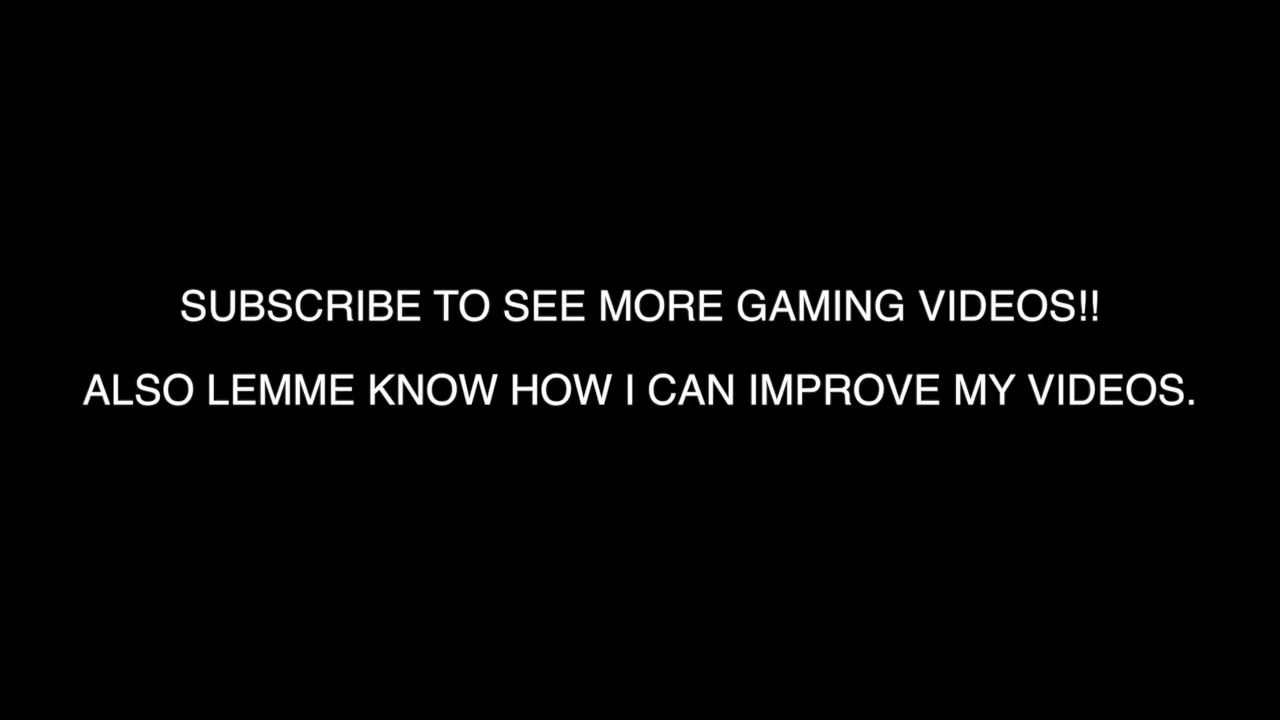 SUBSCRIBE TO SEE MORE GAMING VIDEOS!!
ALSO LEMME KNOW HOW I CAN IMPROVE MY VIDEOS.